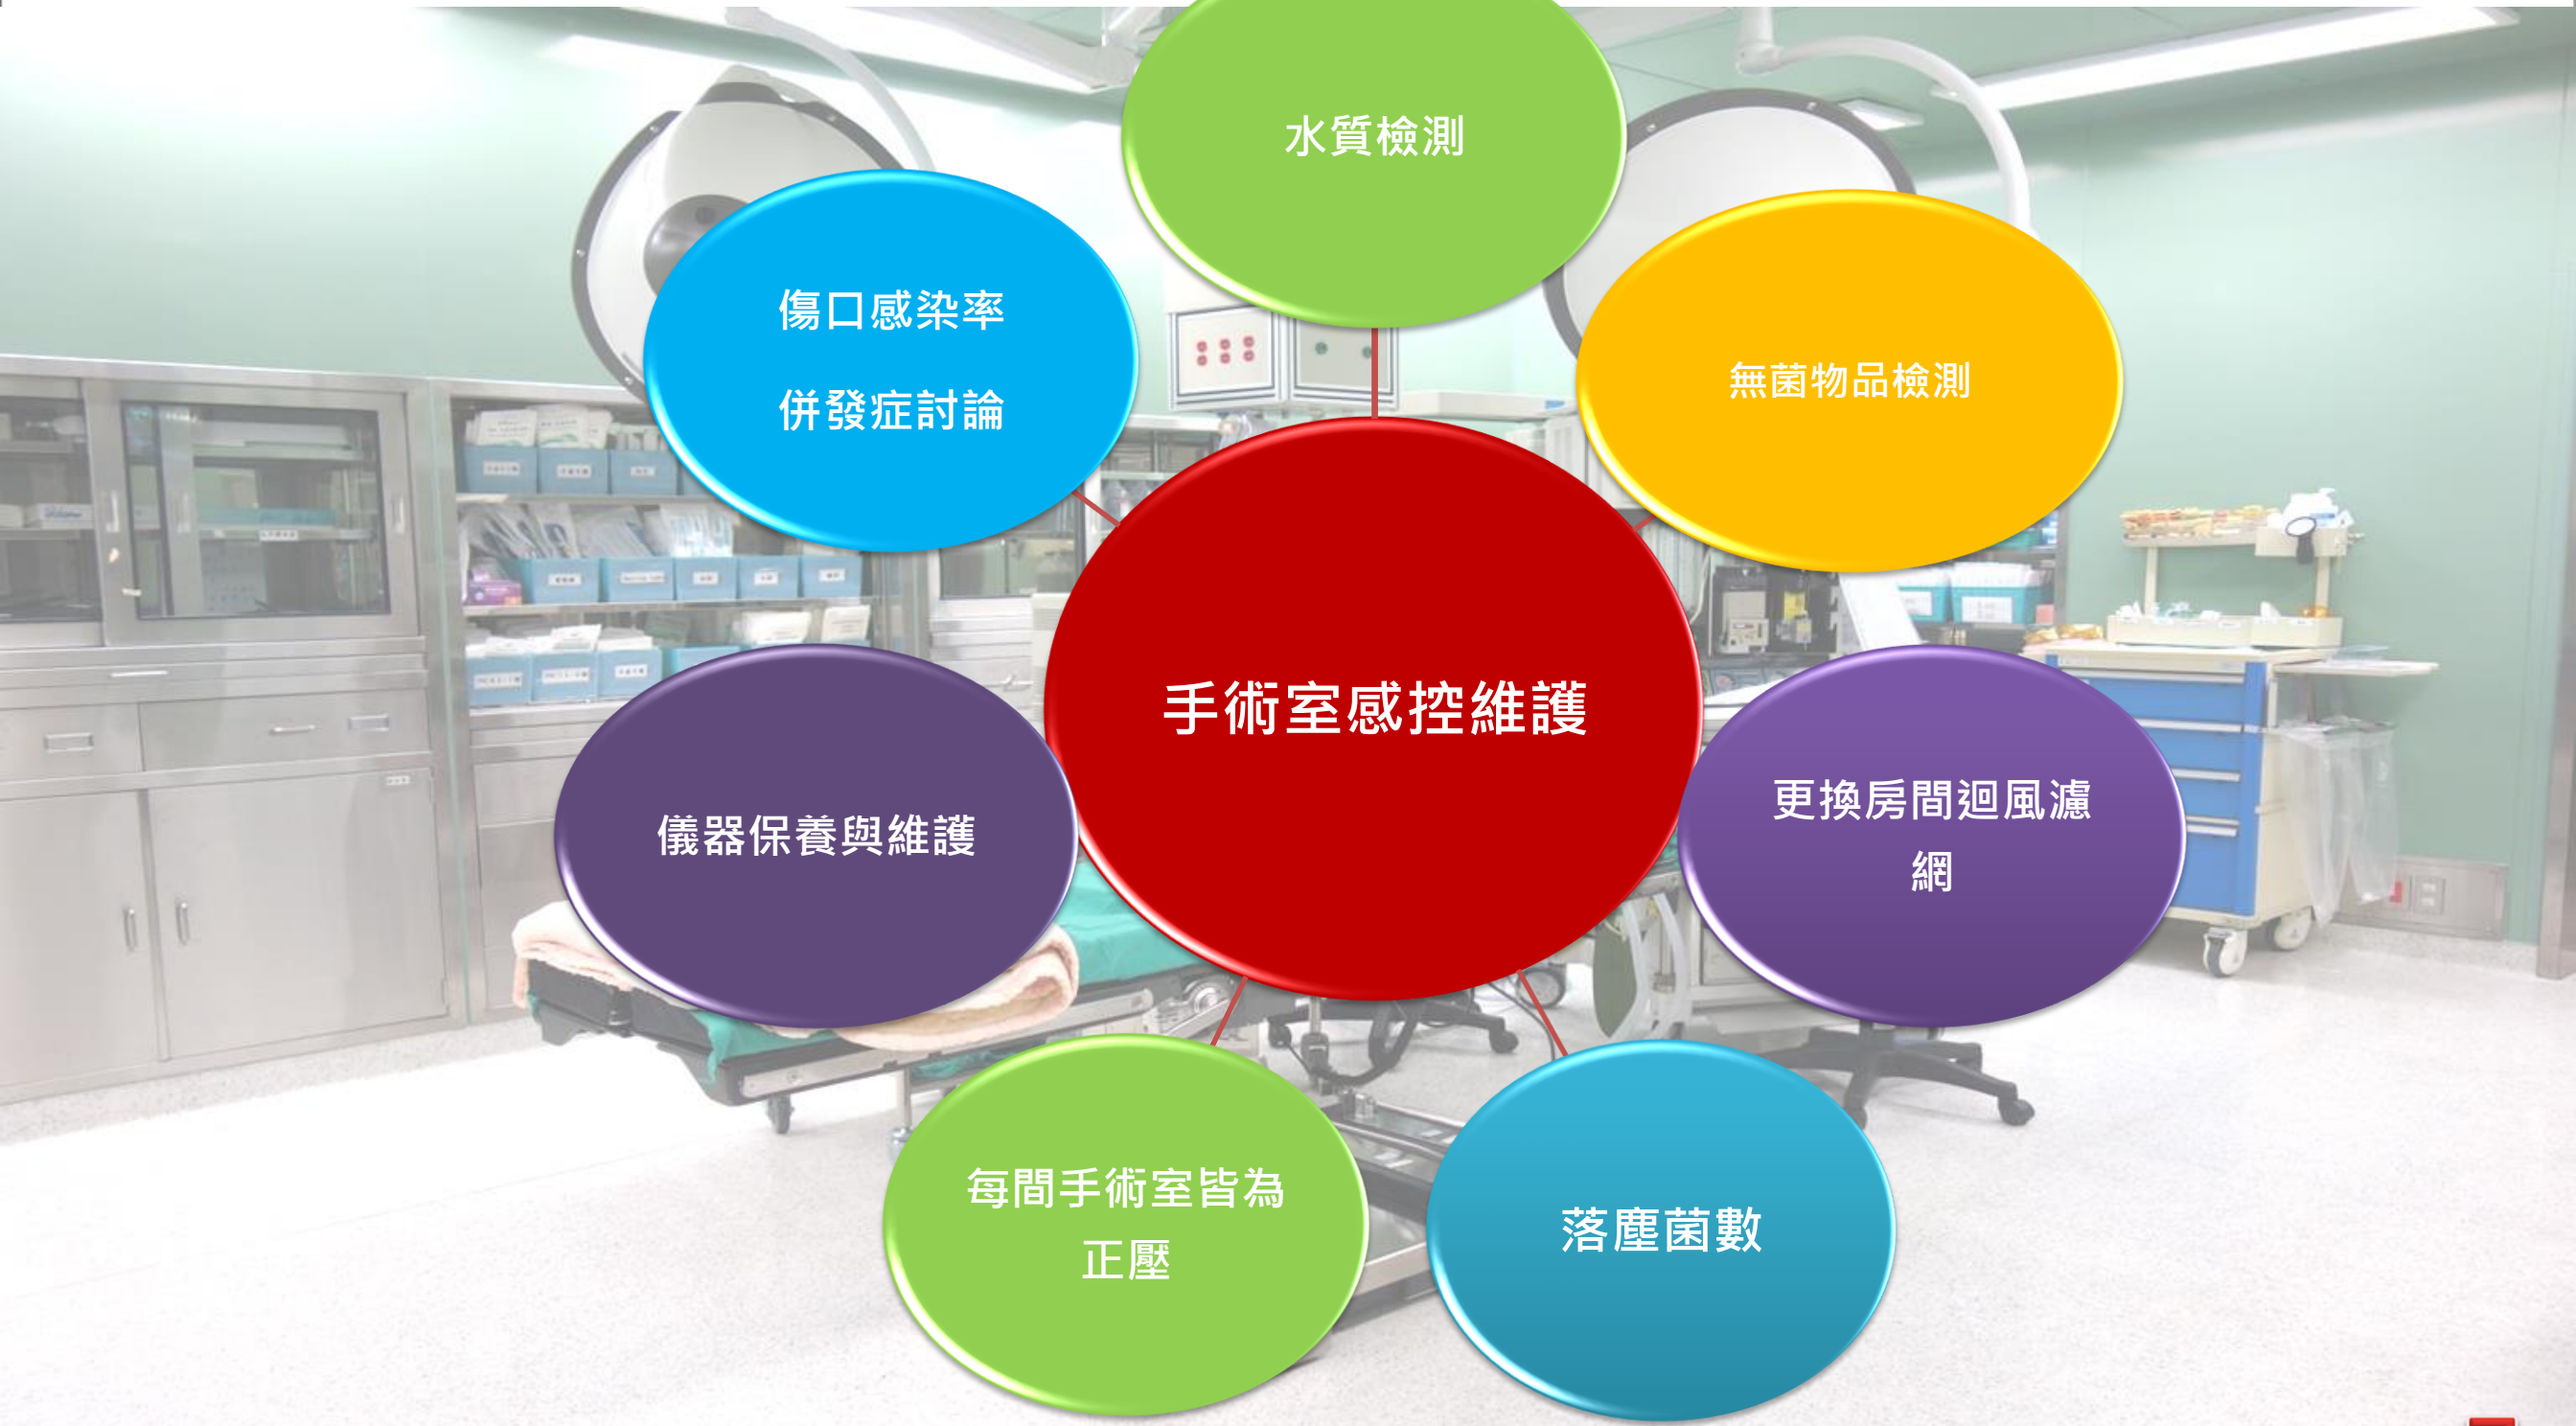 水質檢測
傷口感染率
併發症討論
無菌物品檢測
手術室感控維護
儀器保養與維護
更換房間迴風濾
網
每間手術室皆為
正壓
落塵菌數